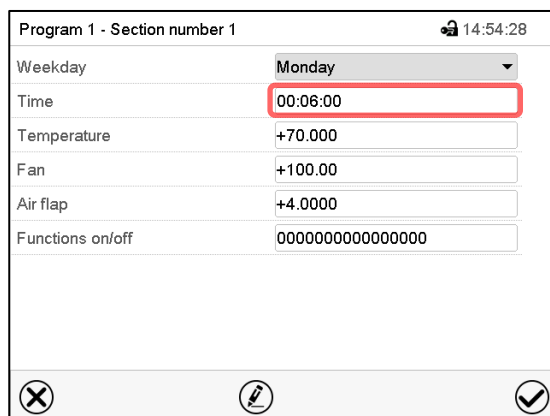 Program 1 - Section number 1 14:54:28
Weekday Monday
Time 00:06:00
Temperature +70.000
Fan +100.00
Air flap +4.0000
Functions on/off 0000000000000000